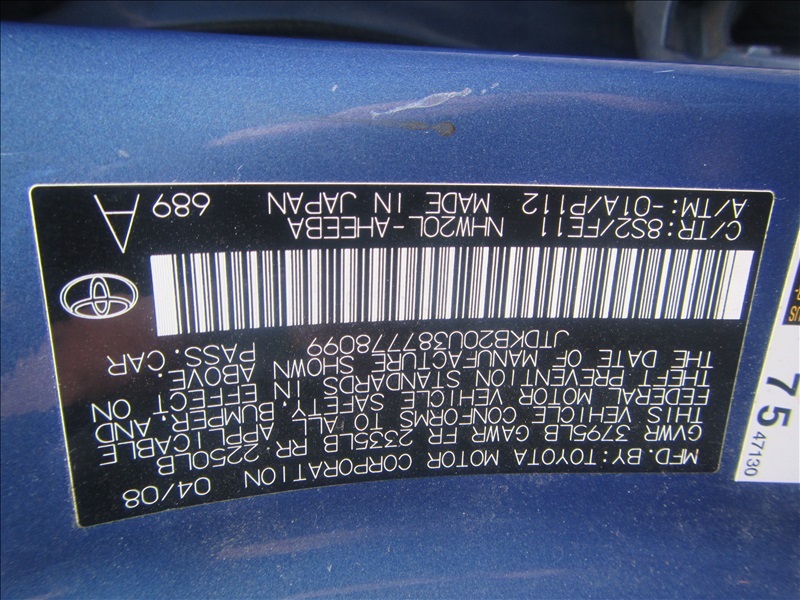 MFD.BY:TOYOTA MOTOR CORPORATION 04/08
GVWR 3795LB GAWR FR 2335LB RR 2250LB
THIS VEHICLE CONFORMS TO ALL APPLICABLE
FEDERAL MOTOR VEHICLE SAFETY,BUMPER,AND
THEFT PREVENTION STANDARDS IN EFFECT ON
THE DATE OF MANUFACTURE SHOWN ABOVE.
JTDKB20U387778099 PASS.CAR
C/TR:8S2/FE11 NHW20L-AHEEBA
A/TM:-01A/P112 MADE IN JAPAN 689
A
75
47130